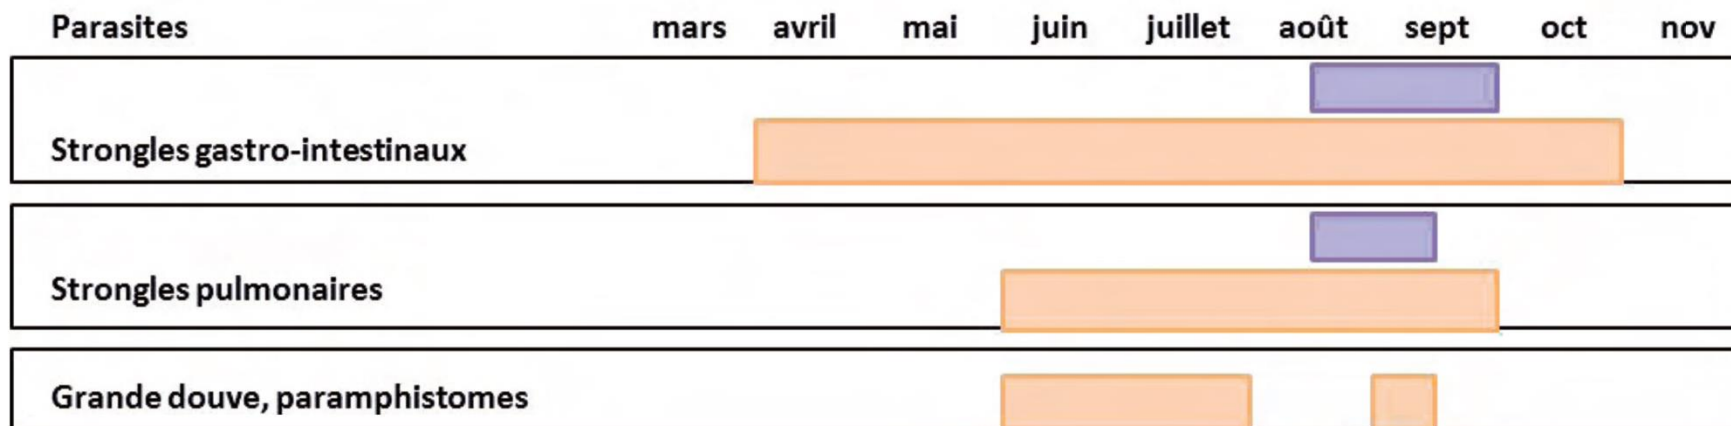 Parasites mars avril mai juin juillet août sept oct nov
Strongles gastro-intestinaux
Strongles pulmonaires
Grande douve, paramphistomes